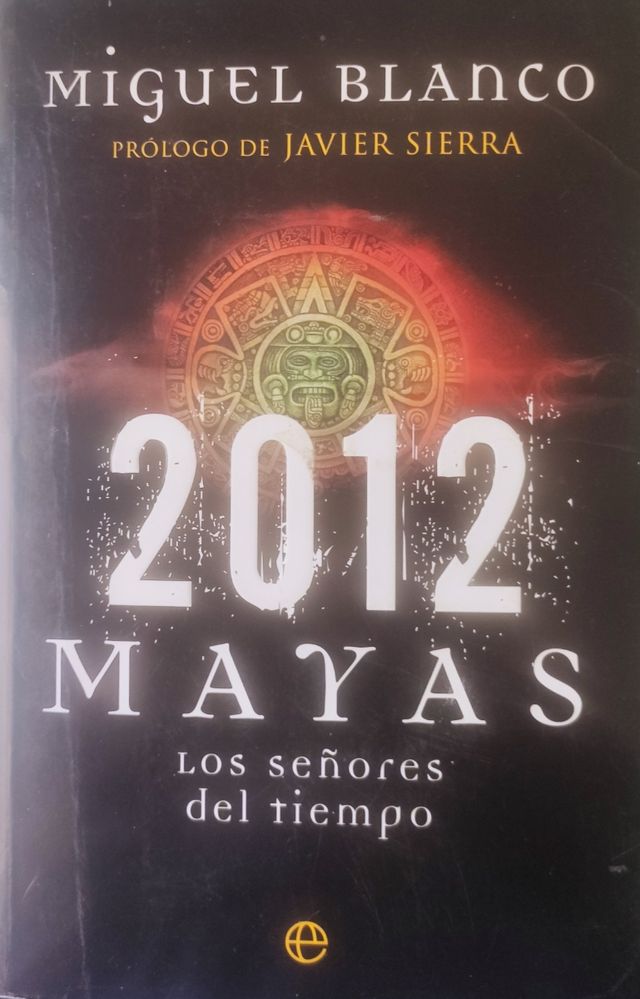 MIGUEL BLANCO
PRÓLOGO DE JAVIER SIERRA
2012
MAYAS
Los señores
del tiempo
e